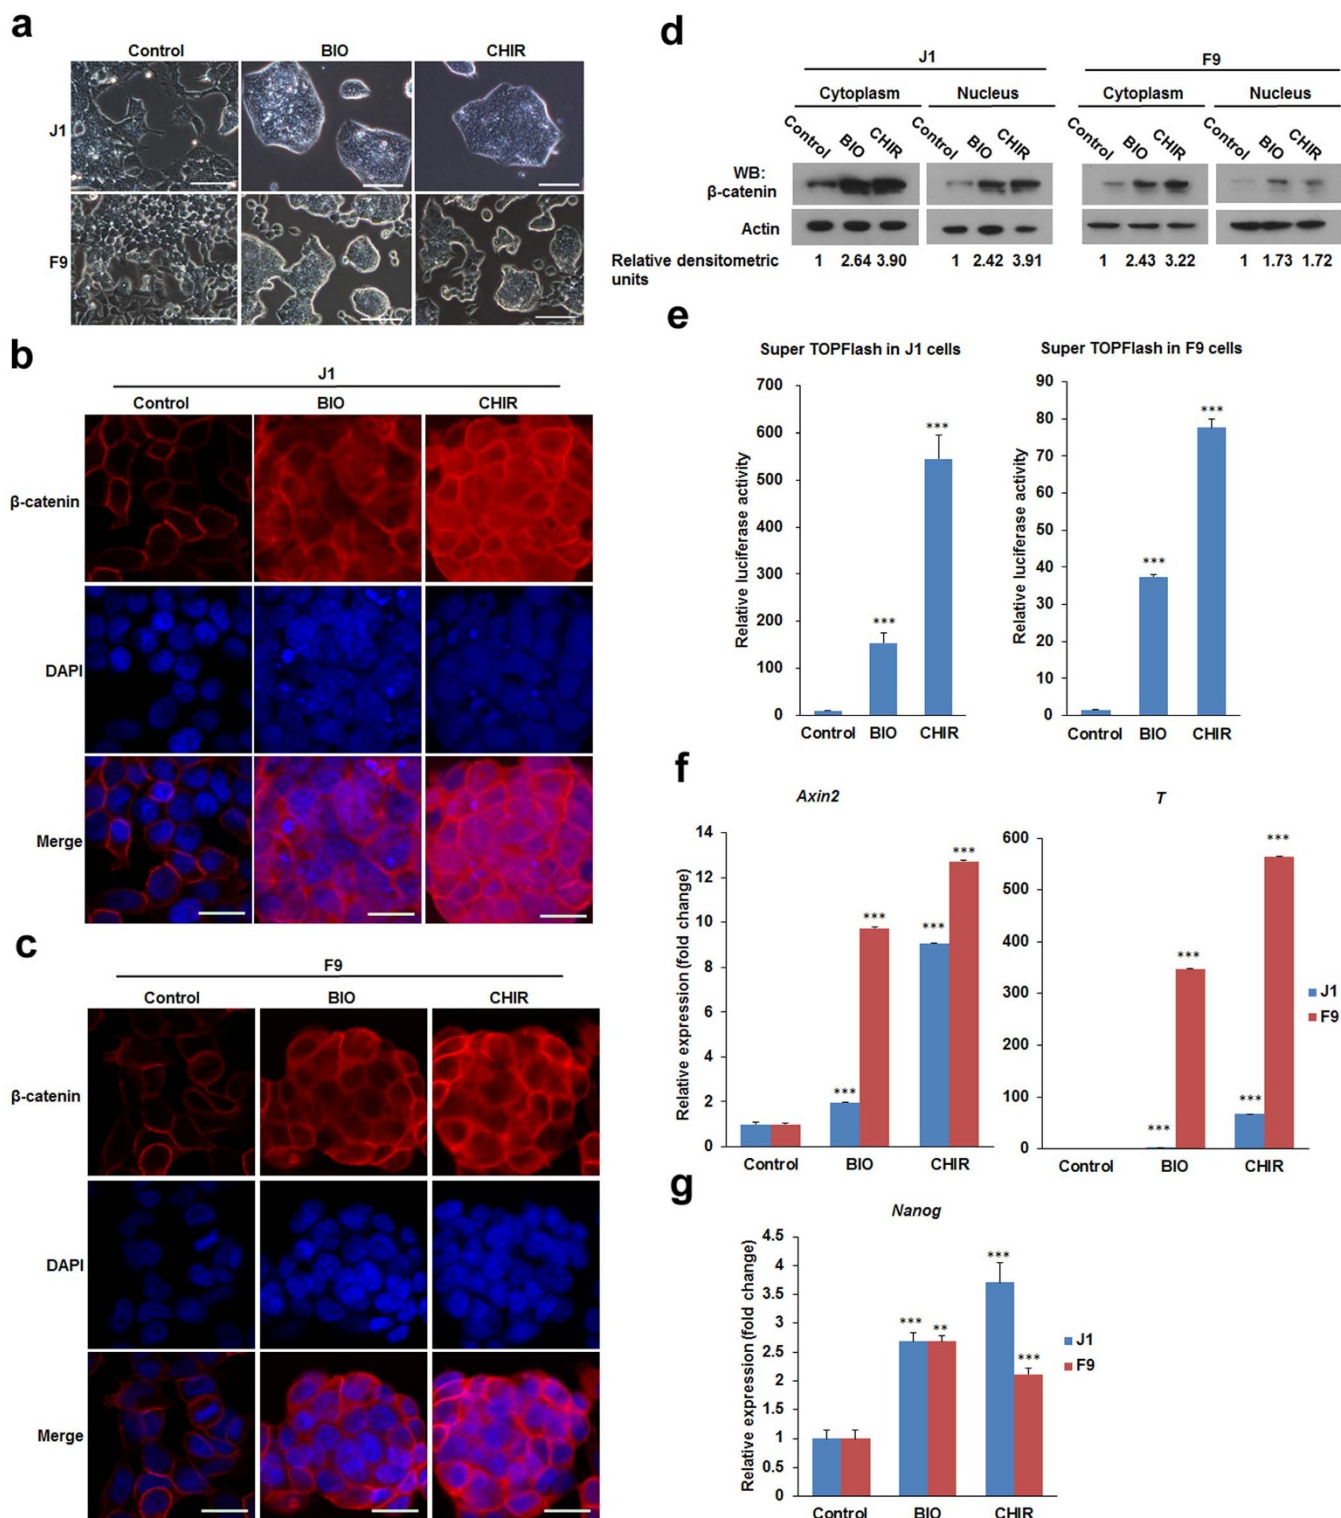 a
Control BIO CHIR
J1
F9
b
J1
Control BIO CHIR
β-catenin
DAPI
Merge
c
F9
Control BIO CHIR
β-catenin
DAPI
Merge
d
J1 F9
Cytoplasm Nucleus Cytoplasm Nucleus
Control BIO CHIR Control BIO CHIR Control BIO CHIR Control BIO CHIR
WB:
β-catenin
Actin
Relative densitometric
units
1 2.64 3.90 1 2.42 3.91 1 2.43 3.22 1 1.73 1.72
e
Super TOPFlash in J1 cells
Relative luciferase activity
700
600
500
400
300
200
100
0
***
***
Control BIO CHIR
Super TOPFlash in F9 cells
Relative luciferase activity
90
80
70
60
50
40
30
20
10
0
***
***
Control BIO CHIR
f
Axin2
Relative expression (fold change)
14
12
10
8
6
4
2
0
***
***
***
***
Control BIO CHIR
T
600
500
400
300
200
100
0
***
***
***
***
Control BIO CHIR
J1
F9
g
Nanog
Relative expression (fold change)
4.5
4
3.5
3
2.5
2
1.5
1
0.5
0
***
*** **
***
Control BIO CHIR
J1
F9